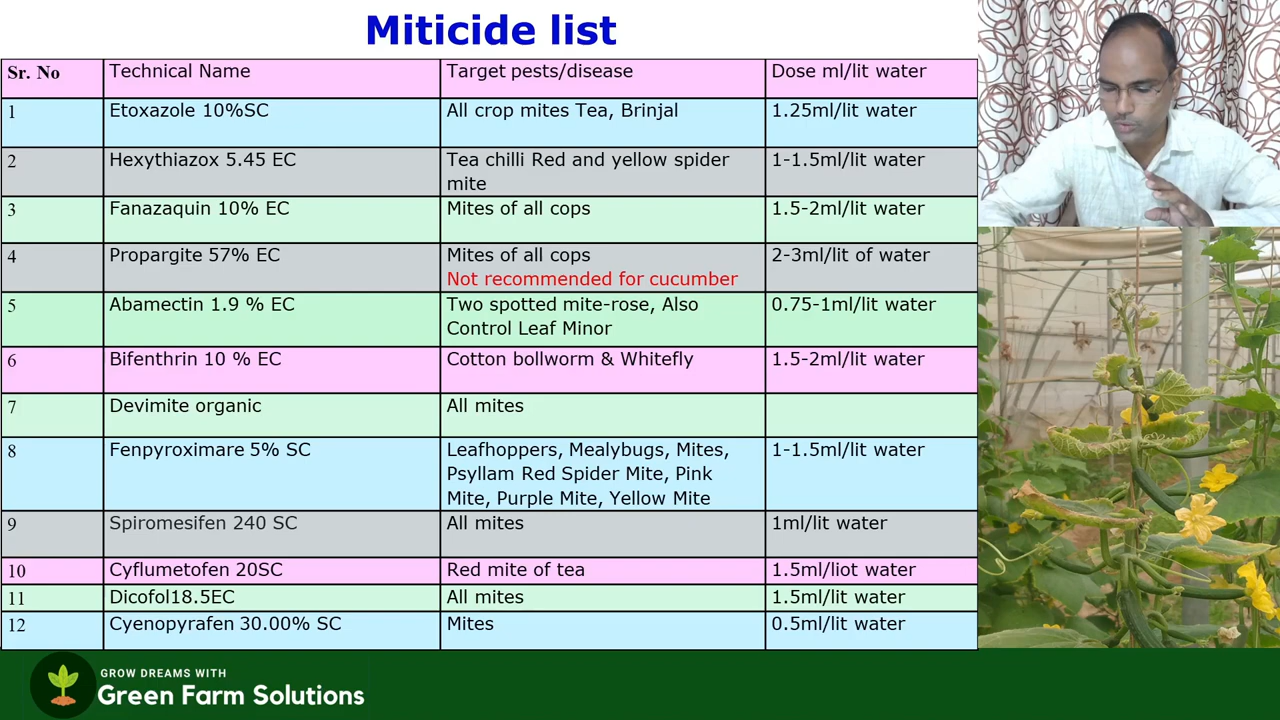 Miticide list
Sr. No Technical Name Target pests/disease Dose ml/lit water
1 Etoxazole 10%SC All crop mites Tea, Brinjal 1.25ml/lit water
2 Hexythiazox 5.45 EC Tea chilli Red and yellow spider 1-1.5ml/lit water
mite
3 Fanazaquin 10% EC Mites of all cops 1.5-2ml/lit water
4 Propargite 57% EC Mites of all cops 2-3ml/lit of water
Not recommended for cucumber
5 Abamectin 1.9 % EC Two spotted mite-rose, Also 0.75-1ml/lit water
Control Leaf Minor
6 Bifenthrin 10 % EC Cotton bollworm & Whitefly 1.5-2ml/lit water
7 Devimite organic All mites
8 Fenpyroximare 5% SC Leafhoppers, Mealybugs, Mites, 1-1.5ml/lit water
Psyllam Red Spider Mite, Pink
Mite, Purple Mite, Yellow Mite
9 Spiromesifen 240 SC All mites 1ml/lit water
10 Cyflumetofen 20SC Red mite of tea 1.5ml/liot water
11 Dicofol18.5EC All mites 1.5ml/lit water
12 Cyenopyrafen 30.00% SC Mites 0.5ml/lit water
GROW DREAMS WITH
Green Farm Solutions